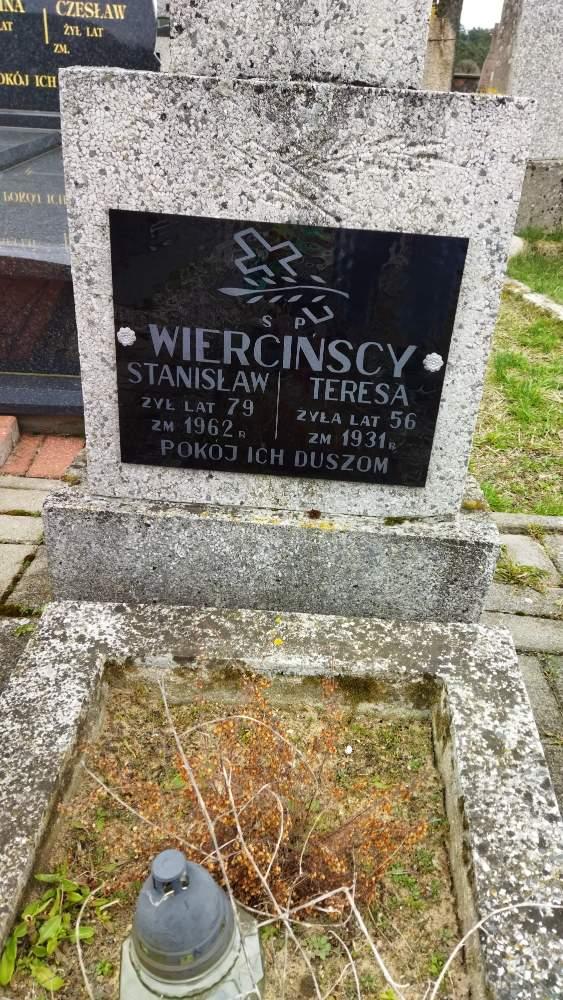 CZESŁAW
ŻYŁ LAT
ZM.
S P
WIERCIŃSCY
STANISŁAW TERESA
ŻYŁ LAT 79 ŻYŁA LAT 56
ZM 1962 R ZM 1931 R
POKÓJ ICH DUSZOM